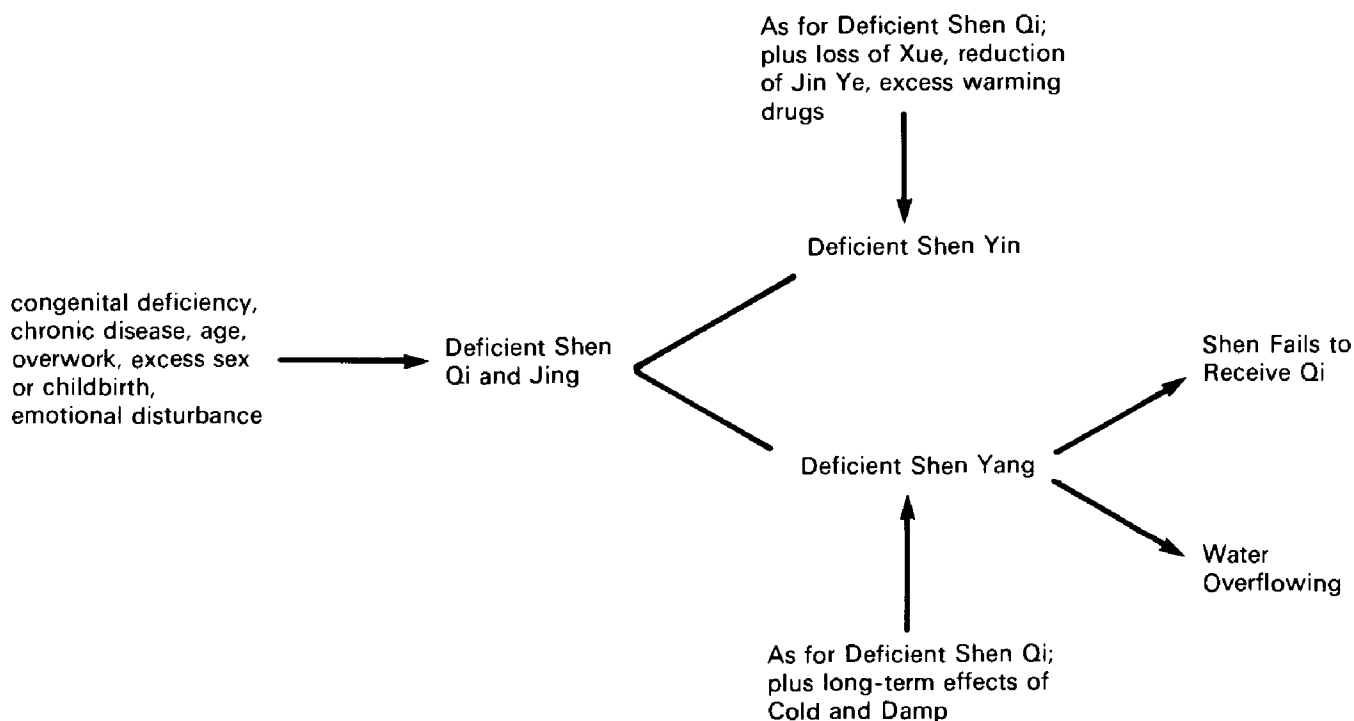 As for Deficient Shen Qi;
plus loss of Xue, reduction
of Jin Ye, excess warming
drugs
Deficient Shen Yin
congenital deficiency,
chronic disease, age,
overwork, excess sex
or childbirth,
emotional disturbance
Deficient Shen
Qi and Jing
Shen Fails to
Receive Qi
Deficient Shen Yang
Water
Overflowing
As for Deficient Shen Qi;
plus long-term effects of
Cold and Damp